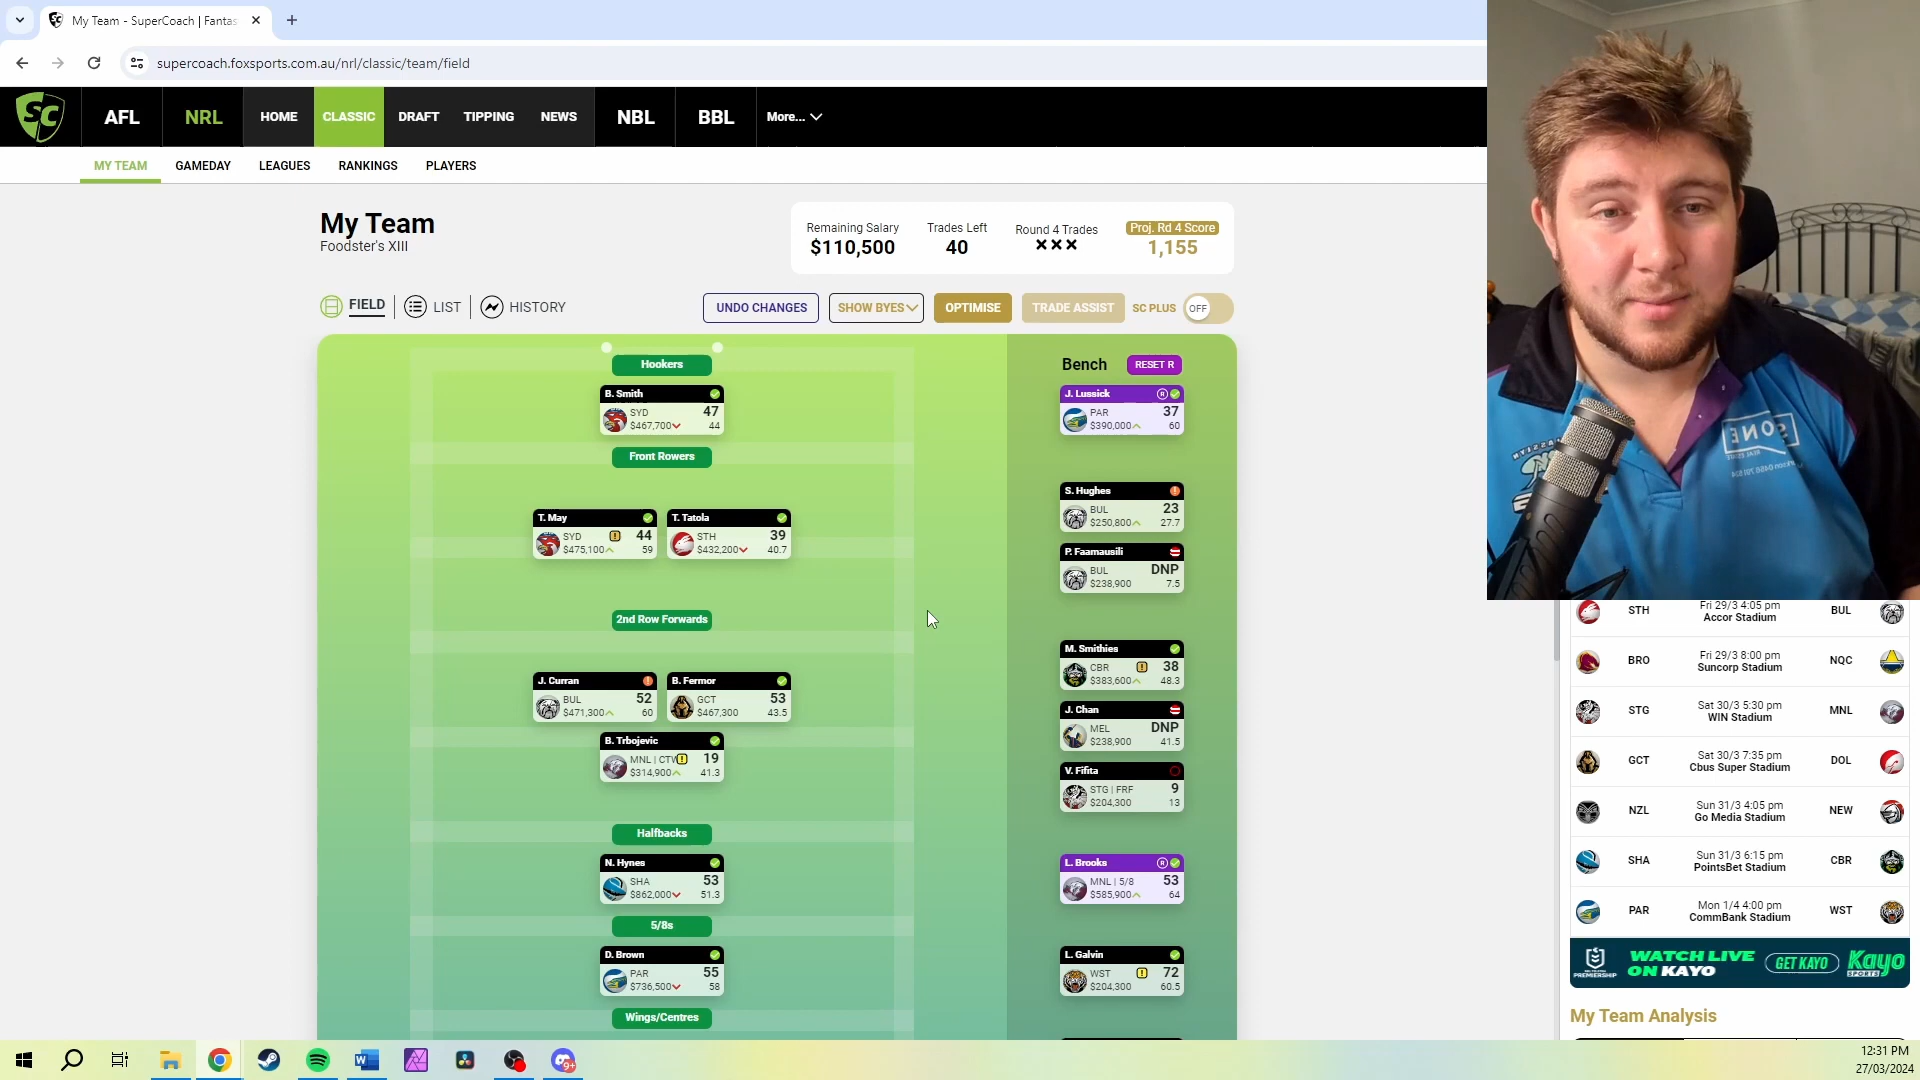 My Team - SuperCoach | Fantas
supercoach.foxsports.com.au/nrl/classic/team/field
SC
AFL
NRL
HOME
CLASSIC
DRAFT
TIPPING
NEWS
NBL
BBL
More...
MY TEAM
GAMEDAY
LEAGUES
RANKINGS
PLAYERS
My Team
Foodster's XIII
Remaining Salary
$110,500
Trades Left
40
Round 4 Trades
Proj. Rd 4 Score
1,155
FIELD
LIST
HISTORY
UNDO CHANGES
SHOW BYES
OPTIMISE
TRADE ASSIST
SC PLUS
OFF
Hookers
B. Smith
SYD 47
$467,700 44
Front Rowers
T. May
SYD 44
$475,100 59
T. Tatola
STH 39
$432,200 40.7
2nd Row Forwards
J. Curran
BUL 52
$471,300 60
B. Fermor
GCT 53
$467,300 43.5
B. Trbojevic
MNL | CTW 19
$314,900 41.3
Halfbacks
N. Hynes
SHA 53
$862,000 51.3
5/8s
D. Brown
PAR 55
$736,500 58
Wings/Centres
Bench
RESET R
J. Lussick R
PAR 37
$390,000 60
S. Hughes
BUL 23
$250,800 27.7
P. Faamausili
BUL DNP
$238,900 7.5
M. Smithies
CBR 38
$383,600 48.3
J. Chan
MEL DNP
$238,900 41.5
V. Fifita
STG | FRF 9
$204,300 13
L. Brooks R
MNL | 5/8 53
$585,900 64
L. Galvin
WST 72
$204,300 60.5
ONE
REAL ESTATE
STH Fri 29/3 4:05 pm BUL
Accor Stadium
BRO Fri 29/3 8:00 pm NQC
Suncorp Stadium
STG Sat 30/3 5:30 pm MNL
WIN Stadium
GCT Sat 30/3 7:35 pm DOL
Cbus Super Stadium
NZL Sun 31/3 4:05 pm NEW
Go Media Stadium
SHA Sun 31/3 6:15 pm CBR
PointsBet Stadium
PAR Mon 1/4 4:00 pm WST
CommBank Stadium
WATCH LIVE
ON KAYO
GET KAYO
Kayo
SPORTS
My Team Analysis
9+
12:31 PM
27/03/2024